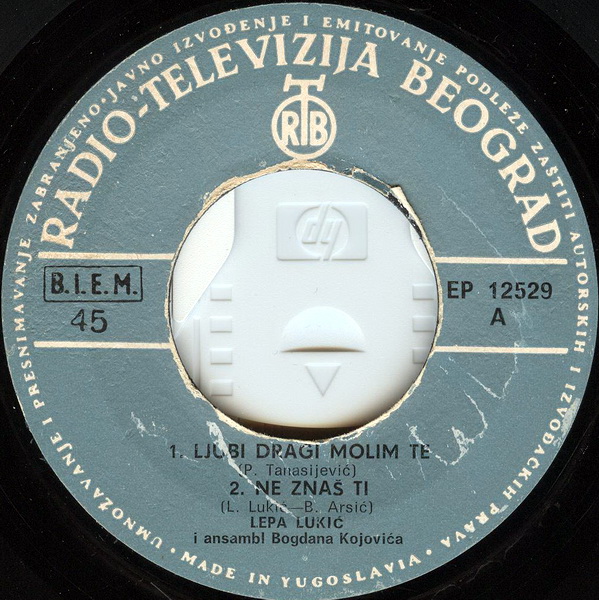 UMNOŽAVANJE I PRESNIMAVANJE ZABRANJENO · JAVNO IZVOĐENJE I EMITOVANJE PODLEŽE ZAŠTITI AUTORSKIH I IZVOĐAČKIH PRAVA ·
RADIO-TELEVIZIJA BEOGRAD
RTB
hp
B.I.E.M.
45
EP 12529
A
1. LJUBI DRAGI MOLIM TE
(P. Tanasijević)
2. NE ZNAŠ TI
(L. Lukić—B. Arsić)
LEPA LUKIĆ
i ansambl Bogdana Kojovića
MADE IN YUGOSLAVIA ·